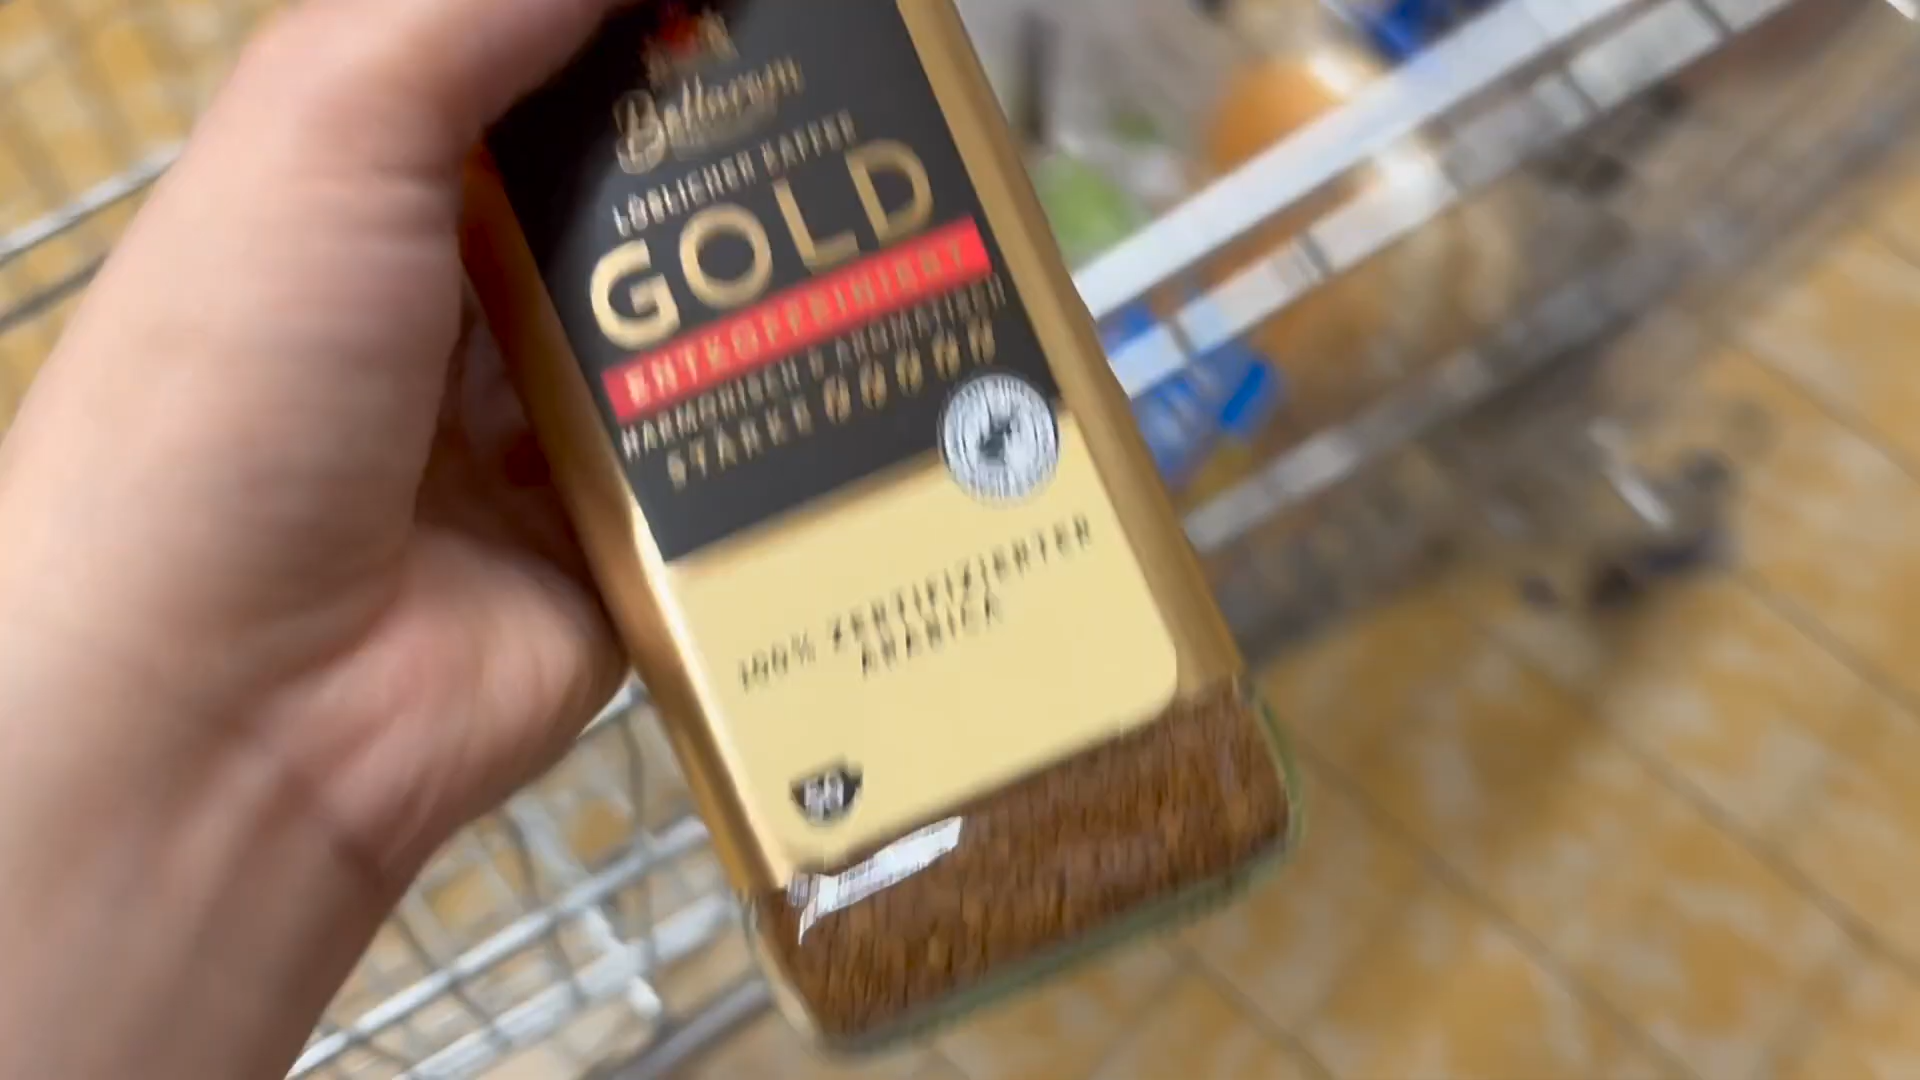 Bellarom
LÖSLICHER KAFFEE
GOLD
ENTKOFFEINIERT
HARMONISCH & AROMATISCH
STÄRKE
100% ZERTIFIZIERTER
ARABICA